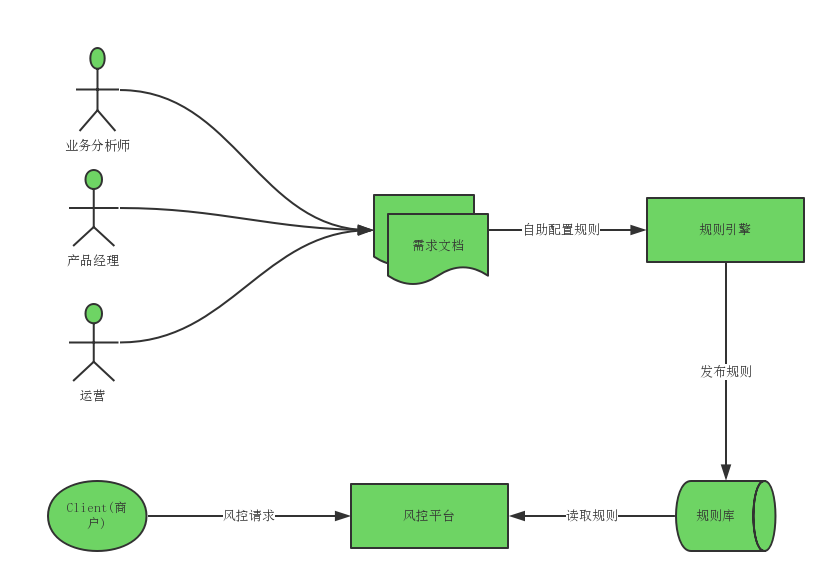 业务分析师
产品经理
运营
需求文档
自助配置规则
规则引擎
发布规则
Client(商
户)
风控请求
风控平台
读取规则
规则库